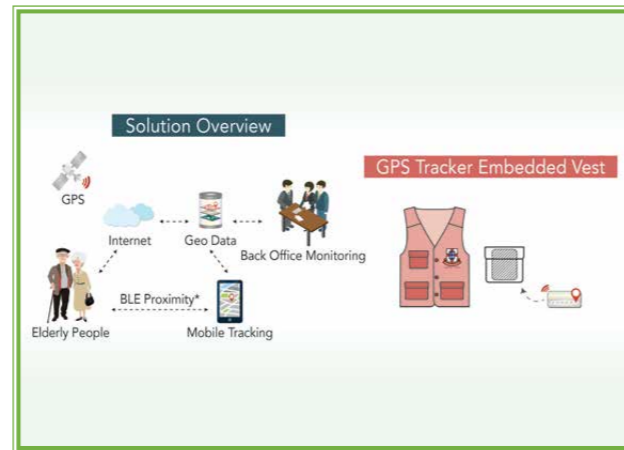 Solution Overview
GPS Tracker Embedded Vest
GPS
Internet
Geo Data
Back Office Monitoring
BLE Proximity*
Elderly People
Mobile Tracking